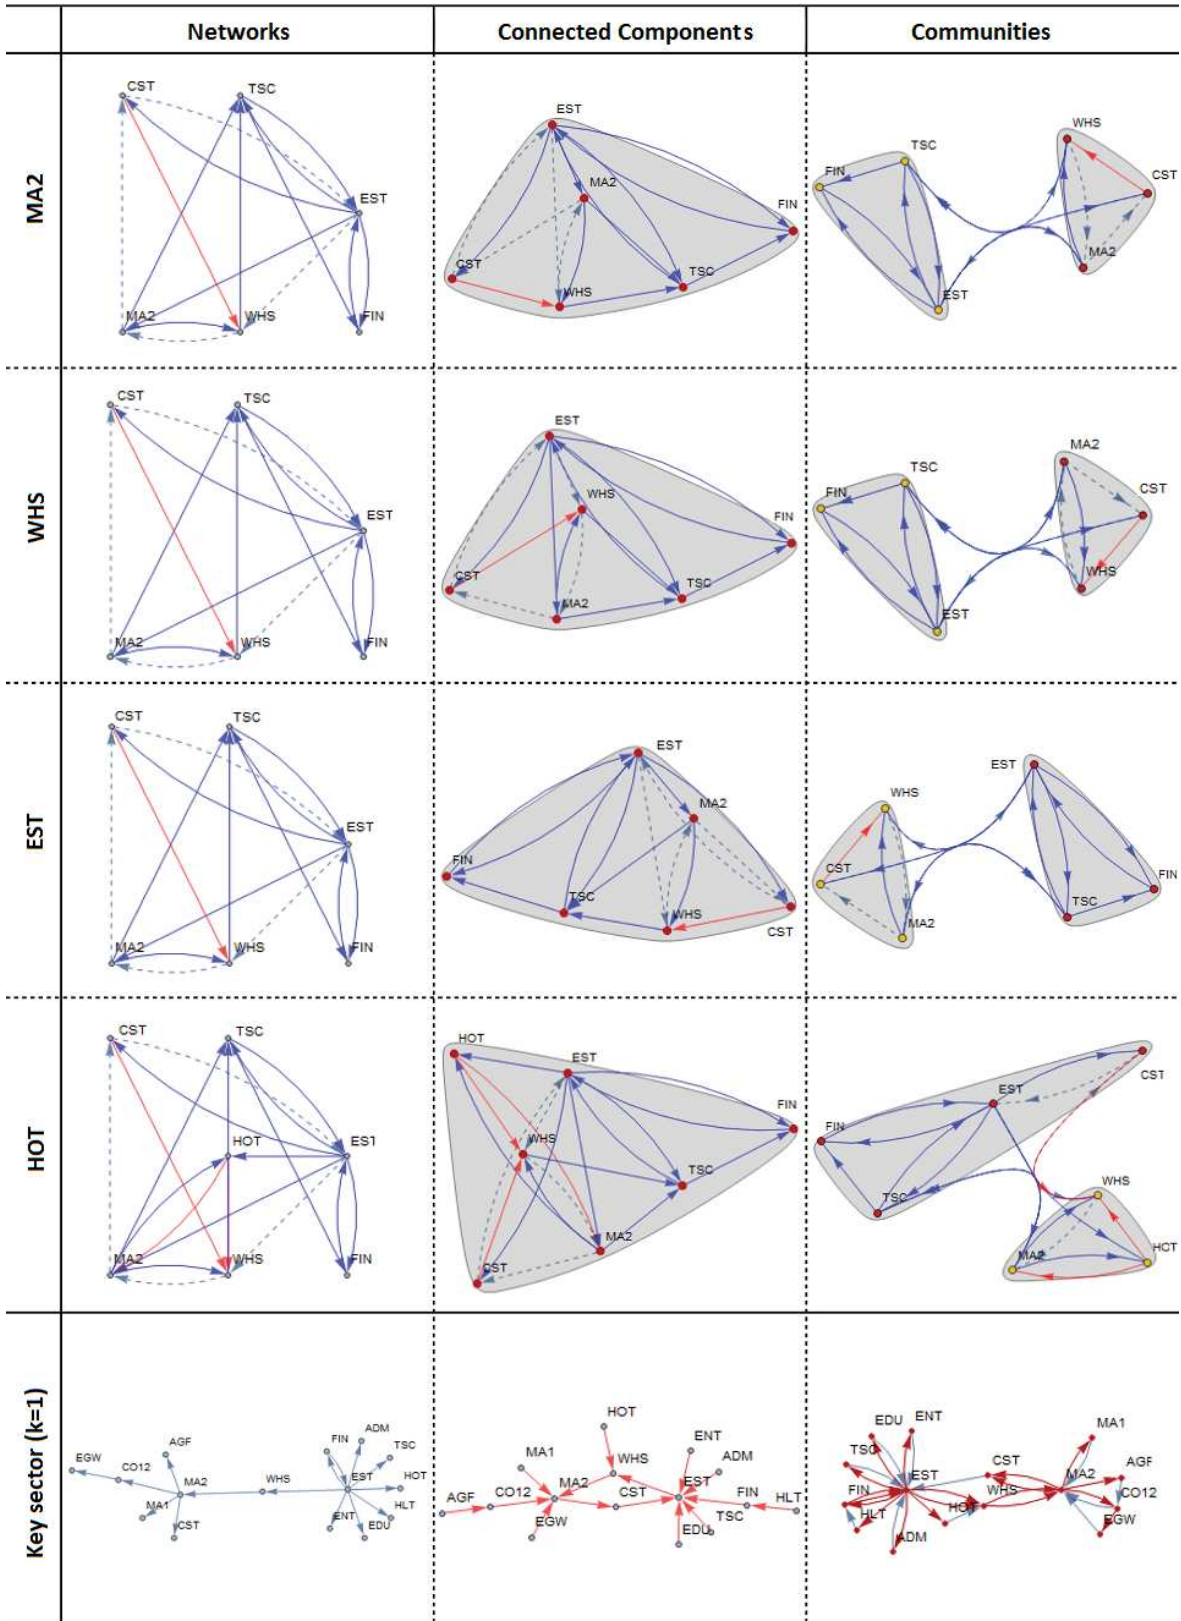 Networks
Connected Components
Communities
MA2
CST
TSC
EST
MA2
WHS
FIN
EST
MA2
FIN
CST
WHS
TSC
WHS
TSC
FIN
CST
MA2
EST
WHS
CST
TSC
EST
MA2
WHS
FIN
EST
WHS
FIN
CST
MA2
TSC
MA2
TSC
FIN
CST
WHS
EST
EST
CST
TSC
EST
MA2
WHS
FIN
EST
MA2
FIN
TSC
WHS
CST
EST
WHS
CST
FIN
TSC
MA2
HOT
CST
TSC
HOT
EST
MA2
WHS
FIN
HOT
EST
FIN
WHS
TSC
MA2
CST
CST
EST
FIN
TSC
WHS
MA2
HOT
Key sector (k=1)
ADM
FIN
TSC
AGF
EGW
CO12
MA2
WHS
EST
HOT
MA1
HLT
CST
ENT
EDU
HOT
ENT
MA1
WHS
ADM
MA2
EST
AGF
CO12
CST
FIN
HLT
EGW
TSC
EDU
EDU
ENT
MA1
TSC
EST
CST
MA2
AGF
FIN
WHS
CO12
HLT
HOT
EGW
ADM